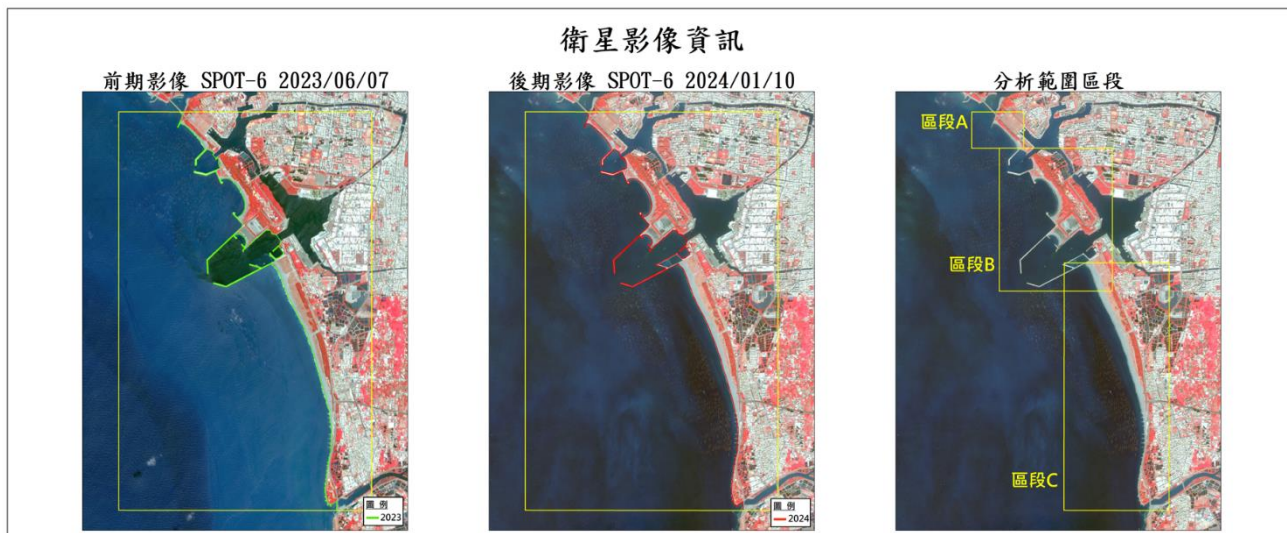 衛星影像資訊
前期影像 SPOT-6 2023/06/07
後期影像 SPOT-6 2024/01/10
分析範圍區段
區段A
區段B
區段C
圖 例
2023
圖 例
2024